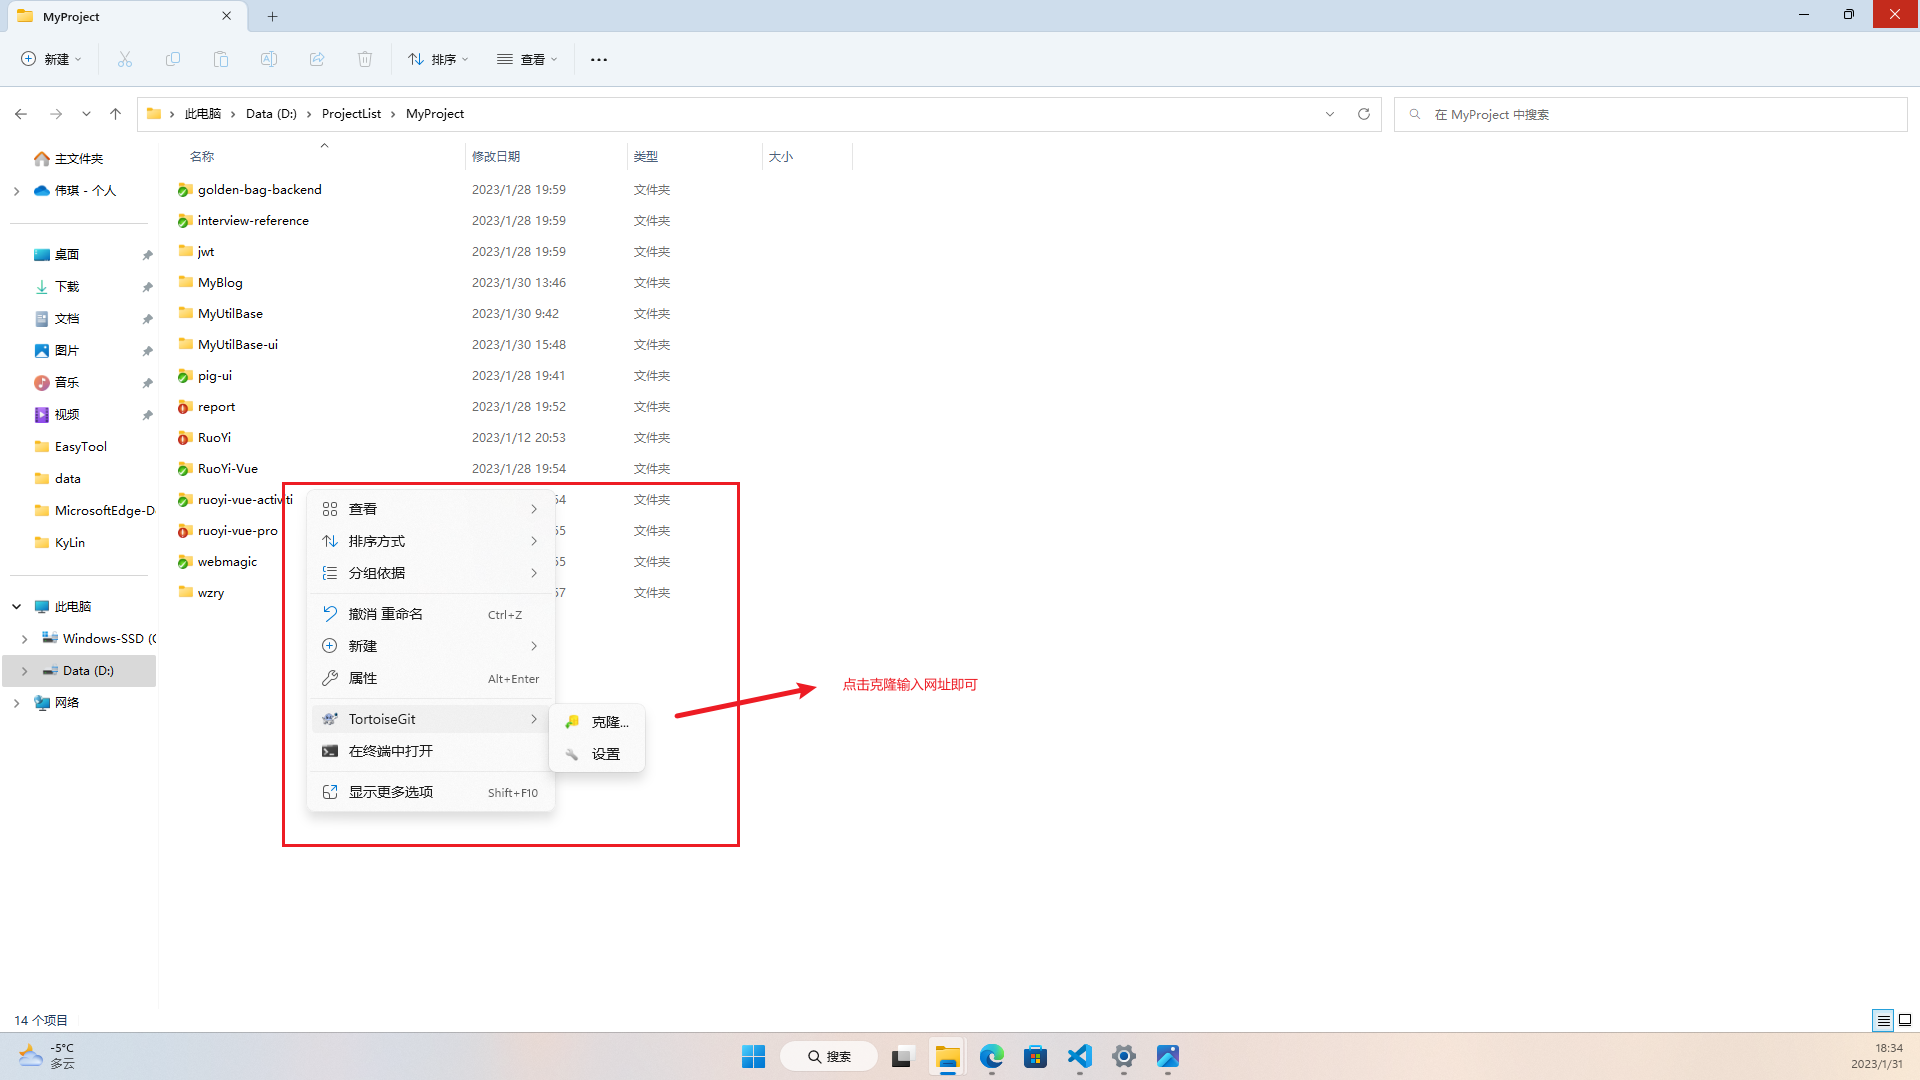 MyProject
新建
排序
查看
此电脑 > Data (D:) > ProjectList > MyProject
在 MyProject 中搜索
名称 修改日期 类型 大小
主文件夹
伟琪 - 个人
桌面
下载
文档
图片
音乐
视频
EasyTool
data
MicrosoftEdge-D
KyLin
此电脑
Windows-SSD (C
Data (D:)
网络
golden-bag-backend 2023/1/28 19:59 文件夹
interview-reference 2023/1/28 19:59 文件夹
jwt 2023/1/28 19:59 文件夹
MyBlog 2023/1/30 13:46 文件夹
MyUtilBase 2023/1/30 9:42 文件夹
MyUtilBase-ui 2023/1/30 15:48 文件夹
pig-ui 2023/1/28 19:41 文件夹
report 2023/1/28 19:52 文件夹
RuoYi 2023/1/12 20:53 文件夹
RuoYi-Vue 2023/1/28 19:54 文件夹
ruoyi-vue-activiti 54 文件夹
ruoyi-vue-pro 55 文件夹
webmagic 55 文件夹
wzry 57 文件夹
查看
排序方式
分组依据
撤消 重命名 Ctrl+Z
新建
属性 Alt+Enter
TortoiseGit
在终端中打开
显示更多选项 Shift+F10
克隆...
设置
点击克隆输入网址即可
14 个项目
-5°C
多云
搜索
18:34
2023/1/31